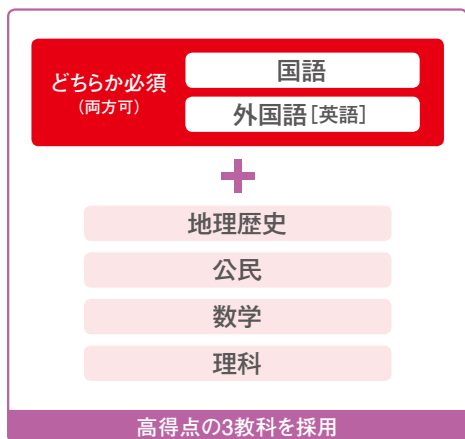 どちらか必須
(両方可)
国語
外国語[英語]
+
地理歴史
公民
数学
理科
高得点の3教科を採用